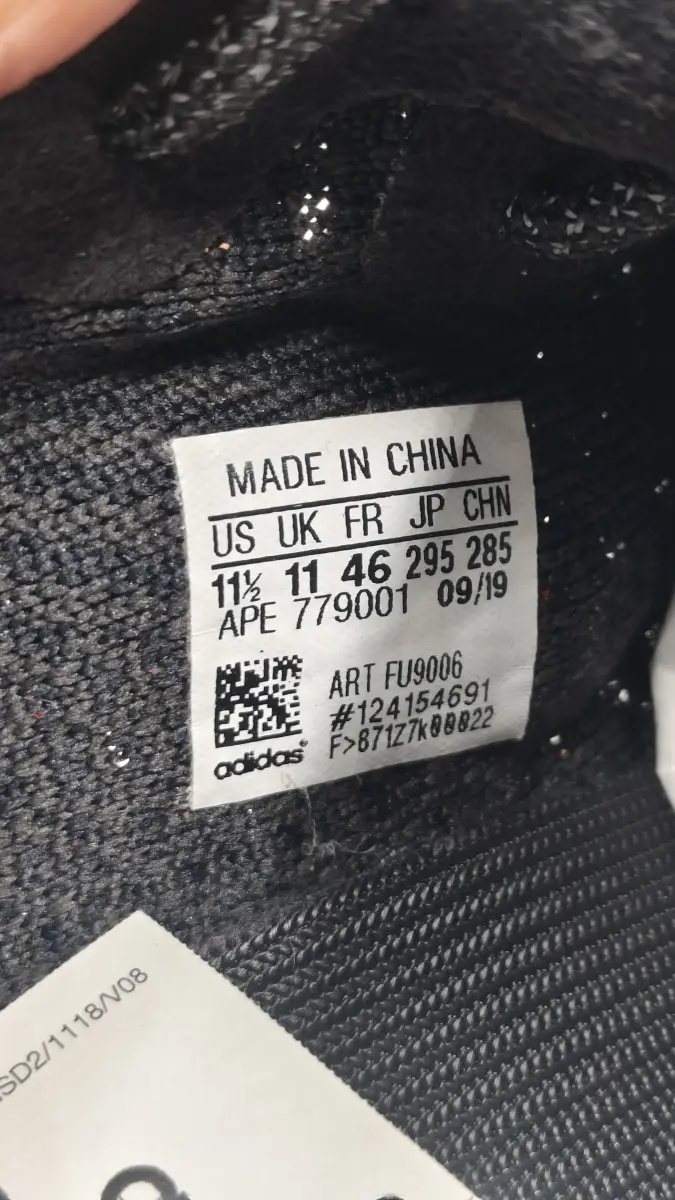 MADE IN CHINA
US UK FR JP CHN
11½ 11 46 295 285
APE 779001 09/19
ART FU9006
#124154691
F>871Z7k00022
adidas
SD2/1118/V08